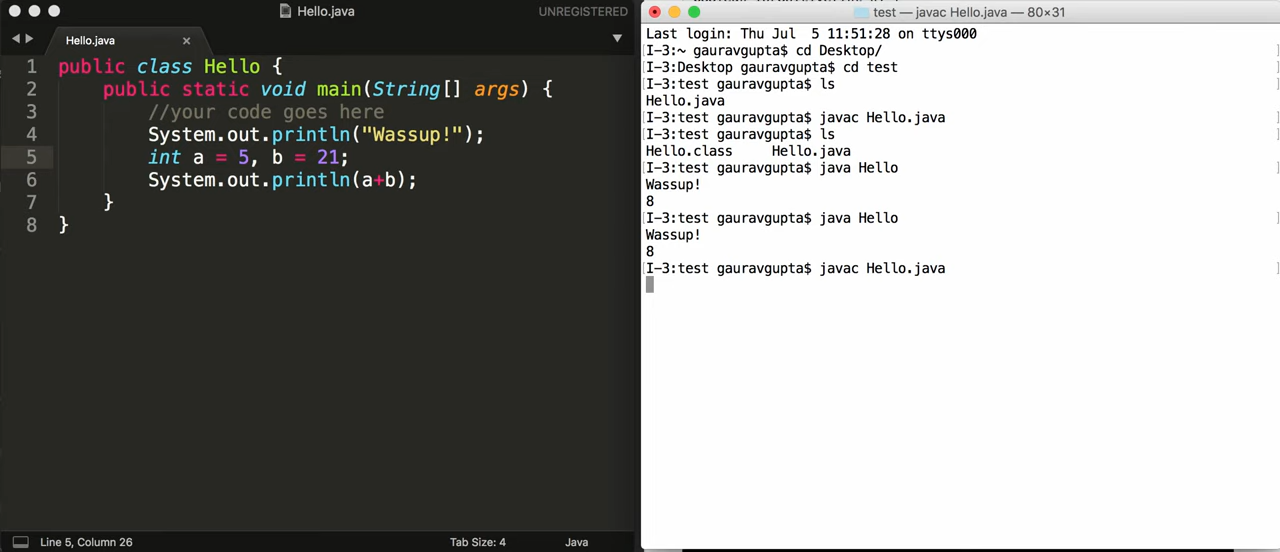 Hello.java
UNREGISTERED
Hello.java
1 public class Hello {
2 public static void main(String[] args) {
3 //your code goes here
4 System.out.println("Wassup!");
5 int a = 5, b = 21;
6 System.out.println(a+b);
7 }
8 }
Line 5, Column 26
Tab Size: 4
Java
test — javac Hello.java — 80×31
Last login: Thu Jul  5 11:51:28 on ttys000
[I-3:~ gauravgupta$ cd Desktop/ ]
[I-3:Desktop gauravgupta$ cd test ]
[I-3:test gauravgupta$ ls ]
Hello.java
[I-3:test gauravgupta$ javac Hello.java ]
[I-3:test gauravgupta$ ls ]
Hello.class     Hello.java
[I-3:test gauravgupta$ java Hello ]
Wassup!
8
[I-3:test gauravgupta$ java Hello ]
Wassup!
8
[I-3:test gauravgupta$ javac Hello.java ]